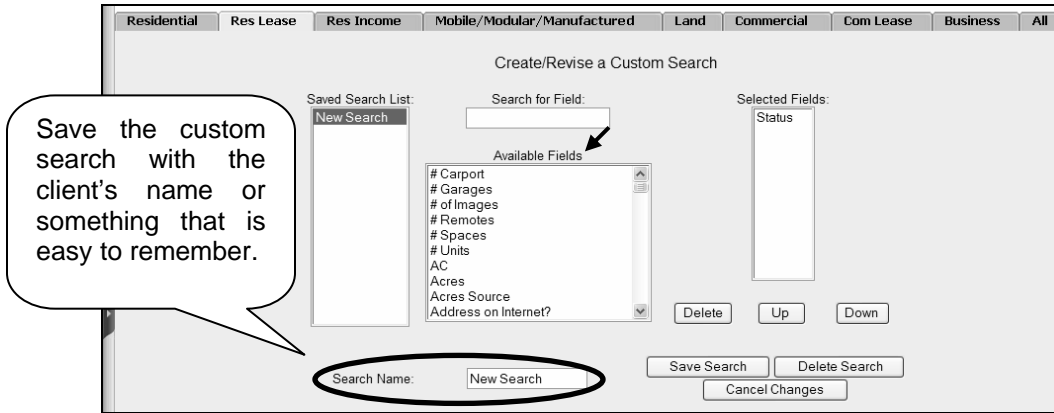 Residential Res Lease Res Income Mobile/Modular/Manufactured Land Commercial Com Lease Business All
Create/Revise a Custom Search
Saved Search List: Search for Field: Selected Fields:
New Search
Status
Save the custom
search with the
client's name or
something that is
easy to remember.
Available Fields
# Carport
# Garages
# of Images
# Remotes
# Spaces
# Units
AC
Acres
Acres Source
Address on Internet?
Delete Up Down
Search Name: New Search
Save Search Delete Search
Cancel Changes